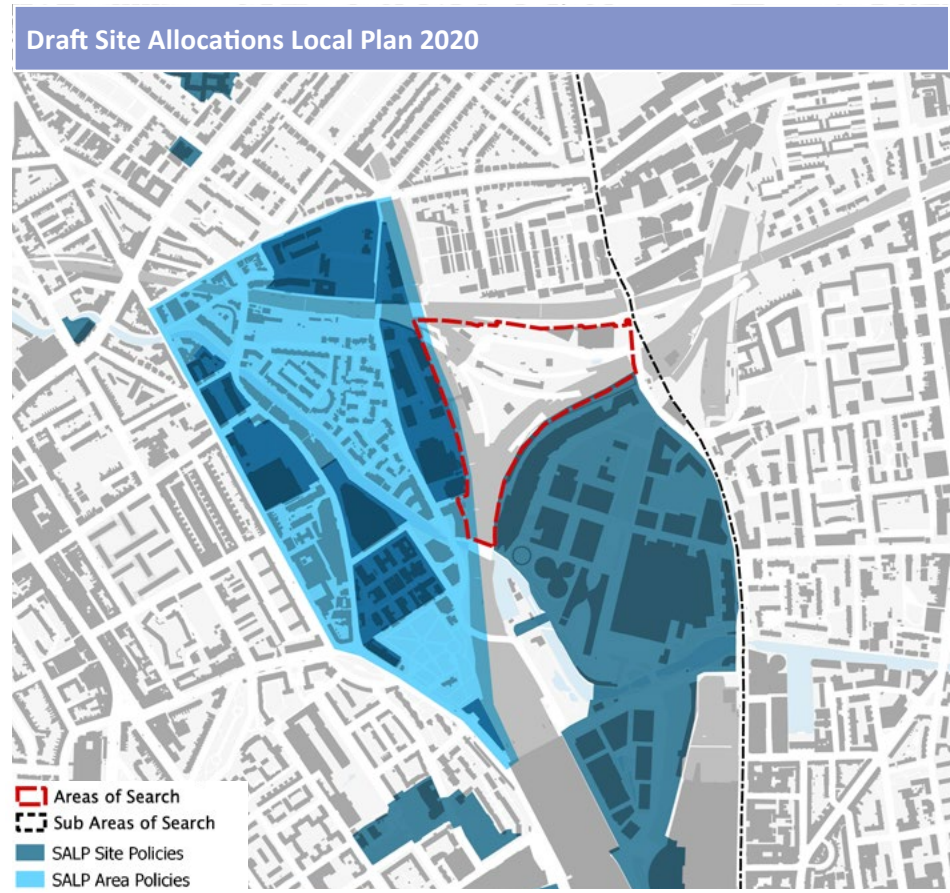 Draft Site Allocations Local Plan 2020
Areas of Search
Sub Areas of Search
SALP Site Policies
SALP Area Policies